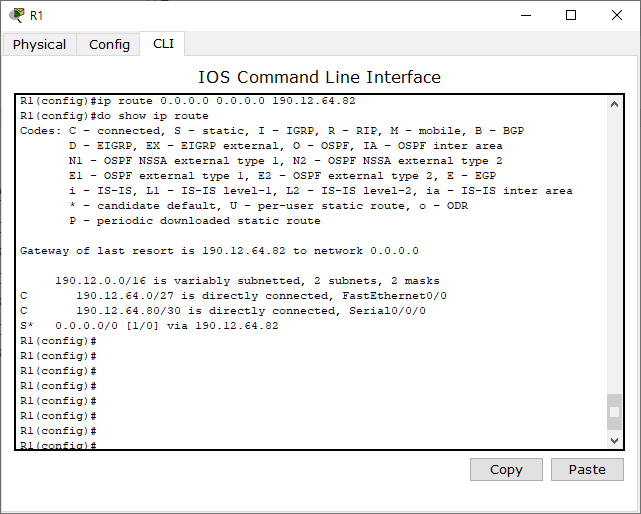 R1
Physical Config CLI
IOS Command Line Interface
R1(config)#ip route 0.0.0.0 0.0.0.0 190.12.64.82
R1(config)#do show ip route
Codes: C - connected, S - static, I - IGRP, R - RIP, M - mobile, B - BGP
D - EIGRP, EX - EIGRP external, O - OSPF, IA - OSPF inter area
N1 - OSPF NSSA external type 1, N2 - OSPF NSSA external type 2
E1 - OSPF external type 1, E2 - OSPF external type 2, E - EGP
i - IS-IS, L1 - IS-IS level-1, L2 - IS-IS level-2, ia - IS-IS inter area
* - candidate default, U - per-user static route, o - ODR
P - periodic downloaded static route
Gateway of last resort is 190.12.64.82 to network 0.0.0.0
190.12.0.0/16 is variably subnetted, 2 subnets, 2 masks
C 190.12.64.0/27 is directly connected, FastEthernet0/0
C 190.12.64.80/30 is directly connected, Serial0/0/0
S* 0.0.0.0/0 [1/0] via 190.12.64.82
R1(config)#
R1(config)#
R1(config)#
R1(config)#
R1(config)#
R1(config)#
R1(config)#
R1(config)#
Copy Paste